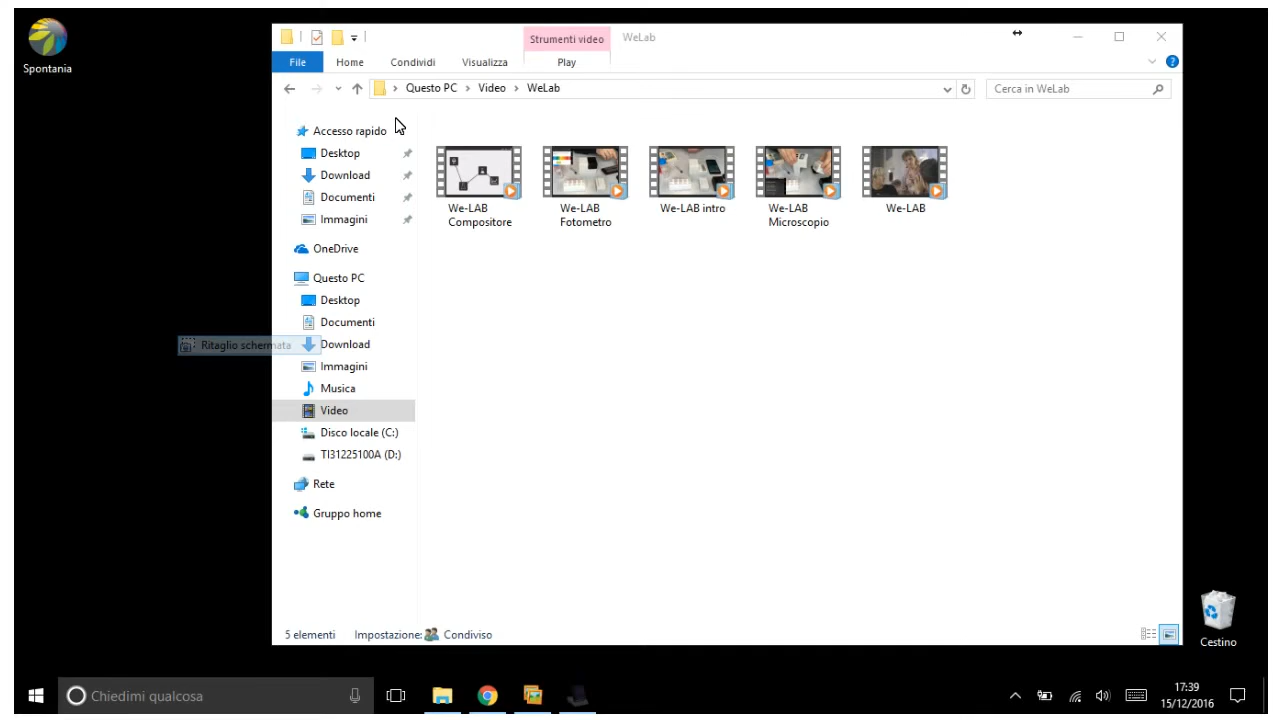 Spontania
Strumenti video
WeLab
File
Home
Condividi
Visualizza
Play
Questo PC
Video
WeLab
Cerca in WeLab
Accesso rapido
Desktop
Download
Documenti
Immagini
OneDrive
Questo PC
Desktop
Documenti
Download
Immagini
Musica
Video
Disco locale (C:)
TI31225100A (D:)
Rete
Gruppo home
Ritaglio schermata
We-LAB
Compositore
We-LAB
Fotometro
We-LAB intro
We-LAB
Microscopio
We-LAB
5 elementi
Impostazione:
Condiviso
Cestino
Chiedimi qualcosa
17:39
15/12/2016